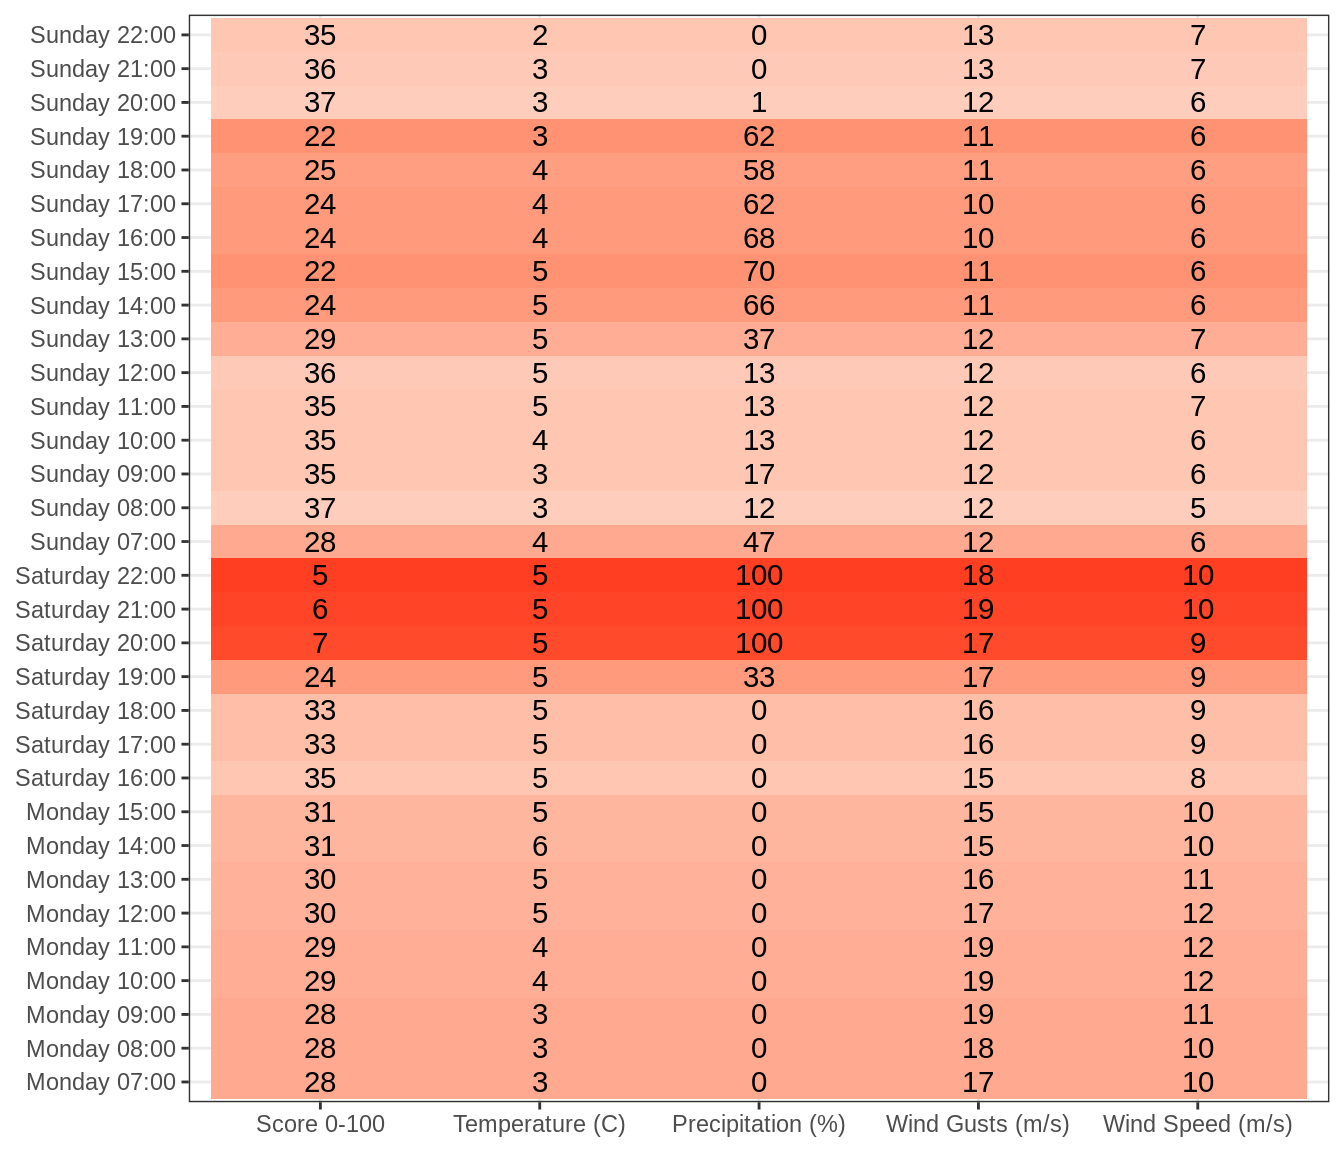 Sunday 22:00 35 2 0 13 7
Sunday 21:00 36 3 0 13 7
Sunday 20:00 37 3 1 12 6
Sunday 19:00 22 3 62 11 6
Sunday 18:00 25 4 58 11 6
Sunday 17:00 24 4 62 10 6
Sunday 16:00 24 4 68 10 6
Sunday 15:00 22 5 70 11 6
Sunday 14:00 24 5 66 11 6
Sunday 13:00 29 5 37 12 7
Sunday 12:00 36 5 13 12 6
Sunday 11:00 35 5 13 12 7
Sunday 10:00 35 4 13 12 6
Sunday 09:00 35 3 17 12 6
Sunday 08:00 37 3 12 12 5
Sunday 07:00 28 4 47 12 6
Saturday 22:00 5 5 100 18 10
Saturday 21:00 6 5 100 19 10
Saturday 20:00 7 5 100 17 9
Saturday 19:00 24 5 33 17 9
Saturday 18:00 33 5 0 16 9
Saturday 17:00 33 5 0 16 9
Saturday 16:00 35 5 0 15 8
Monday 15:00 31 5 0 15 10
Monday 14:00 31 6 0 15 10
Monday 13:00 30 5 0 16 11
Monday 12:00 30 5 0 17 12
Monday 11:00 29 4 0 19 12
Monday 10:00 29 4 0 19 12
Monday 09:00 28 3 0 19 11
Monday 08:00 28 3 0 18 10
Monday 07:00 28 3 0 17 10
Score 0-100 Temperature (C) Precipitation (%) Wind Gusts (m/s) Wind Speed (m/s)